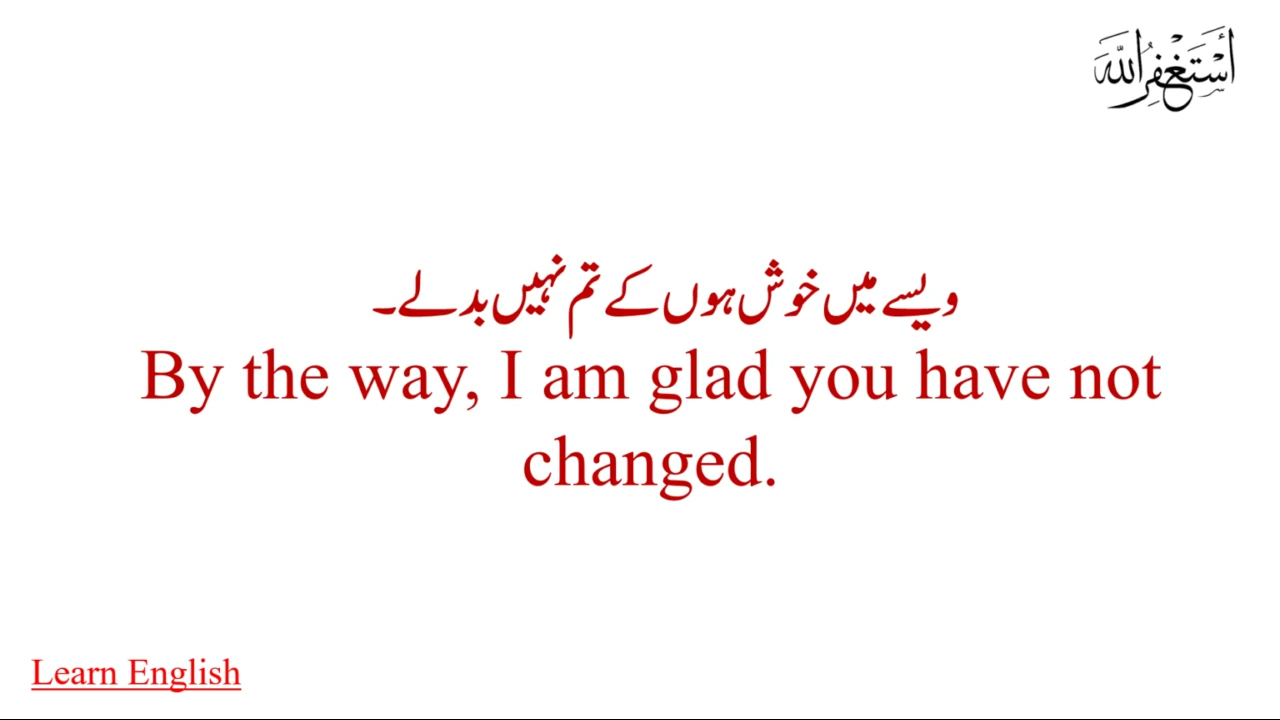 أَسْتَغْفِرُ اللّٰه
ویسے میں خوش ہوں کے تم نہیں بدلے۔
By the way, I am glad you have not
changed.
Learn English